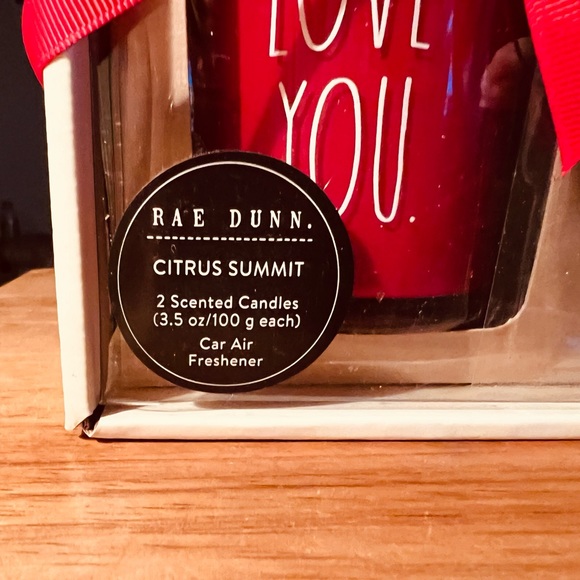 LOVE
YOU.
RAE DUNN.
CITRUS SUMMIT
2 Scented Candles
(3.5 oz/100 g each)
Car Air
Freshener